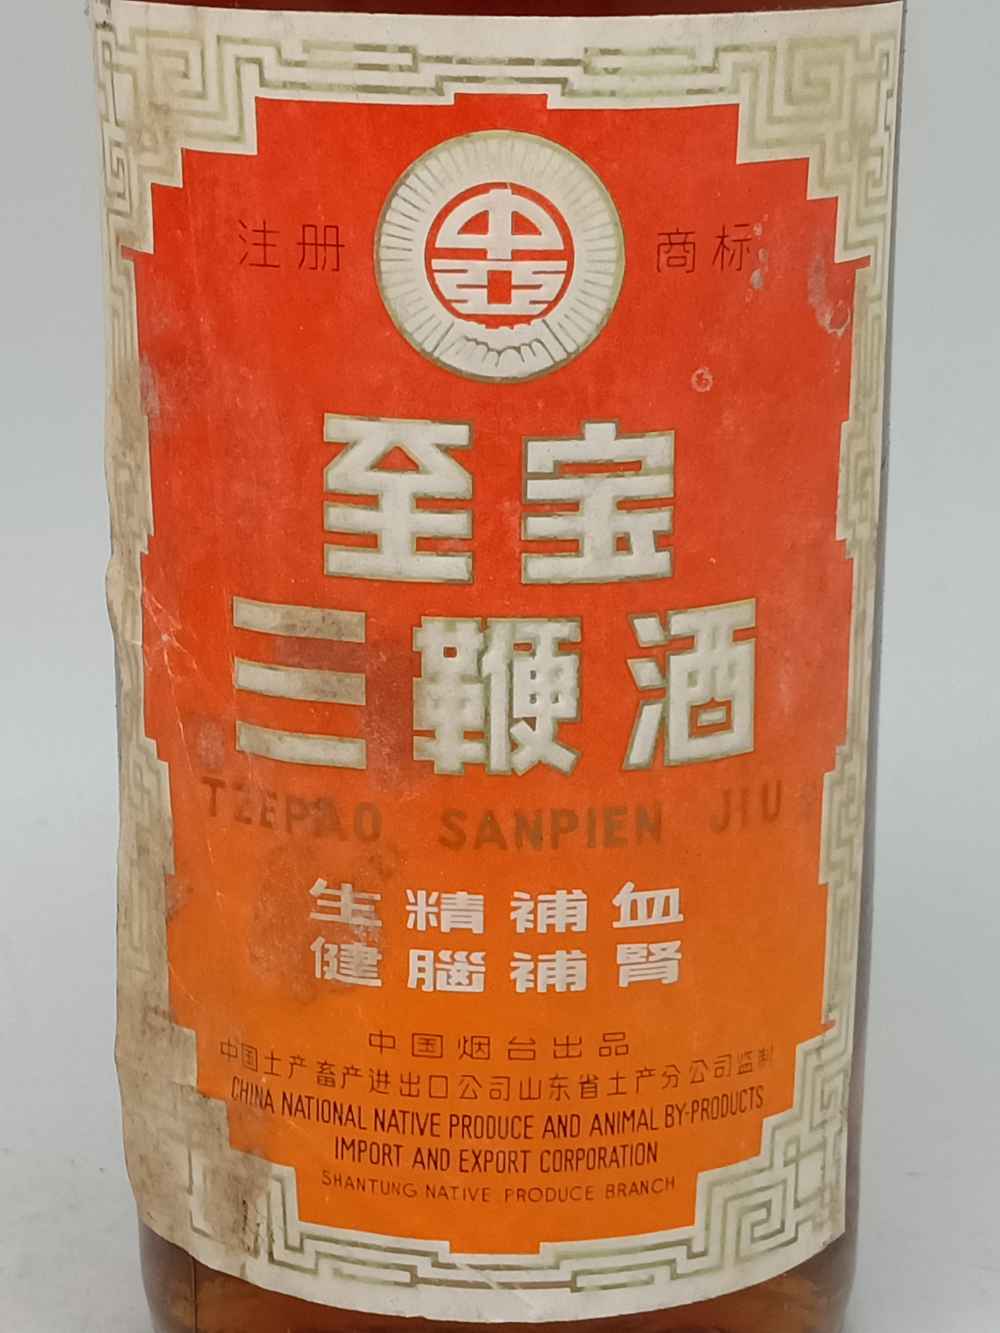 注册 商标
至宝
三鞭酒
TZEPAO SANPIEN JIU
生精補血
健腦補腎
中国烟台出品
中国土产畜产进出口公司山东省土产分公司监制
CHINA NATIONAL NATIVE PRODUCE AND ANIMAL BY-PRODUCTS
IMPORT AND EXPORT CORPORATION
SHANTUNG NATIVE PRODUCE BRANCH